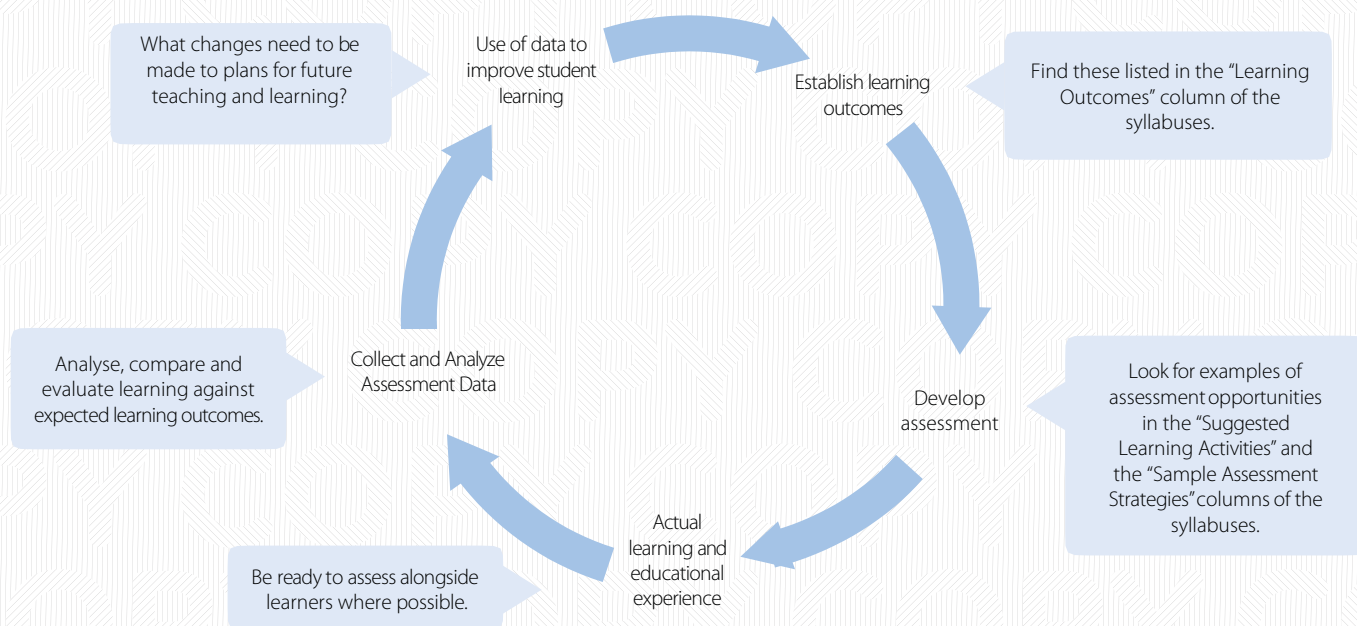 What changes need to be
made to plans for future
teaching and learning?
Use of data to
improve student
learning
Establish learning
outcomes
Find these listed in the “Learning
Outcomes” column of the
syllabuses.
Analyse, compare and
evaluate learning against
expected learning outcomes.
Collect and Analyze
Assessment Data
Develop
assessment
Look for examples of
assessment opportunities
in the “Suggested
Learning Activities” and
the “Sample Assessment
Strategies” columns of the
syllabuses.
Be ready to assess alongside
learners where possible.
Actual
learning and
educational
experience